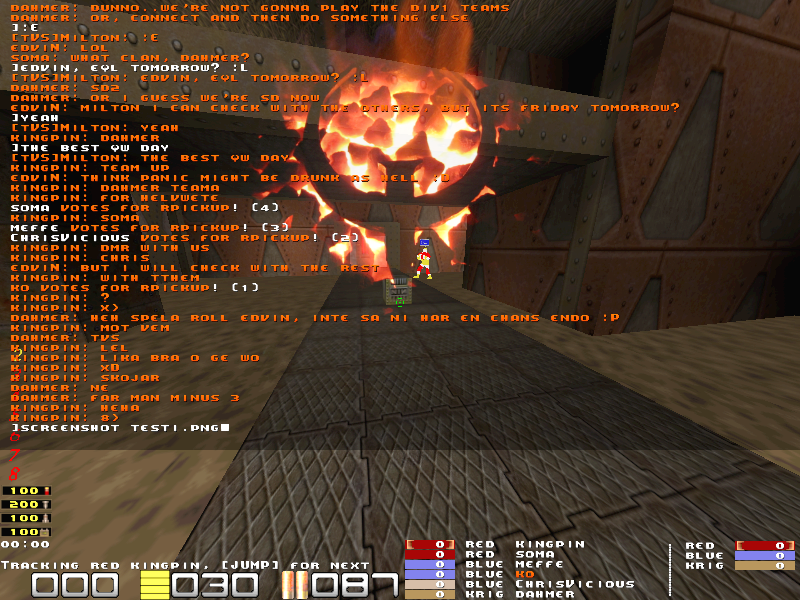 DAHMER: DUNNO..WE'RE NOT GONNA PLAY THE DIV1 TEAMS
DAHMER: OR, CONNECT AND THEN DO SOMETHING ELSE
]:E
[TVS]MILTON: :E
EDVIN: LOL
SOMA: WHAT CLAN, DAHMER?
]EDVIN, EQL TOMORROW? :L
[TVS]MILTON: EDVIN, EQL TOMORROW? :L
DAHMER: SD2
DAHMER: OR I GUESS WE'RE SD NOW
EDVIN: MILTON I CAN CHECK WITH THE OTHERS, BUT ITS FRIDAY TOMORROW?
]YEAH
[TVS]MILTON: YEAH
KINGPIN: DAHMER
]THE BEST QW DAY
[TVS]MILTON: THE BEST QW DAY
KINGPIN: TEAM UP
EDVIN: THINK PANIC MIGHT BE DRUNK AS HELL :D
KINGPIN: DAHMER TEAMA
KINGPIN: FOR HELVWETE
SOMA VOTES FOR RPICKUP! (4)
KINGPIN: SOMA
MEFFE VOTES FOR RPICKUP! (3)
CHRISVICIOUS VOTES FOR RPICKUP! (2)
KINGPIN: DMR WITH US
KINGPIN: CHRIS
EDVIN: BUT I WILL CHECK WITH THE REST
KINGPIN: WITH TTHEM
KO VOTES FOR RPICKUP! (1)
KINGPIN: ?
KINGPIN: X)
DAHMER: HEH SPELA ROLL EDVIN, INTE SA NI HAR EN CHANS ENDO :P
KINGPIN: MOT VEM
DAHMER: TVS
KINGPIN: LEL
KINGPIN: LIKA BRA O GE WO
KINGPIN: XD
KINGPIN: SKOJAR
DAHMER: NE
DAHMER: FAR MAN MINUS 3
KINGPIN: HEHA
KINGPIN: 8)
]SCREENSHOT TEST1.PNG
2
6
7
8
100
200
100
100
00:00
TRACKING RED KINGPIN, [JUMP] FOR NEXT
000 030 087
0 RED KINGPIN
0 RED SOMA
0 BLUE MEFFE
0 BLUE KO
0 BLUE CHRISVICIOUS
0 KRIG DAHMER
RED 0
BLUE 0
KRIG 0